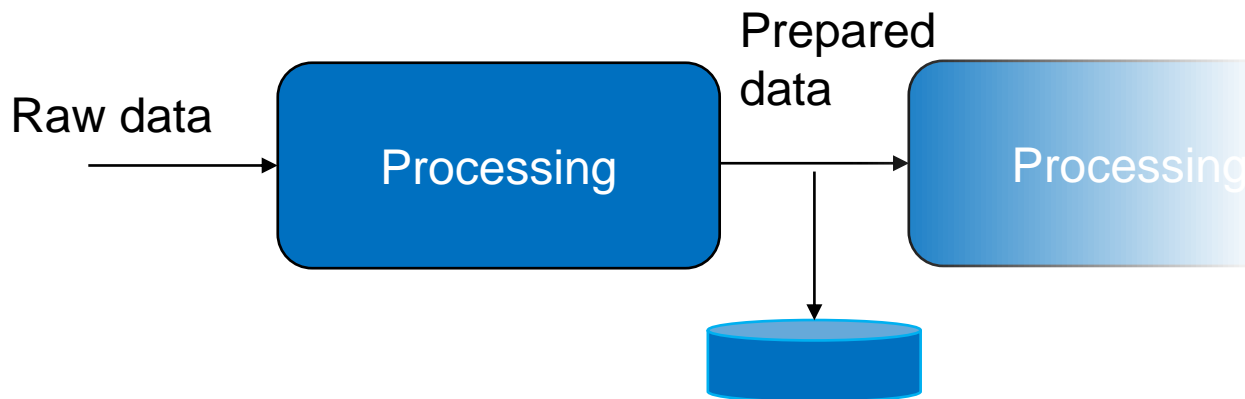 Raw data
Processing
Prepared
data
Processing